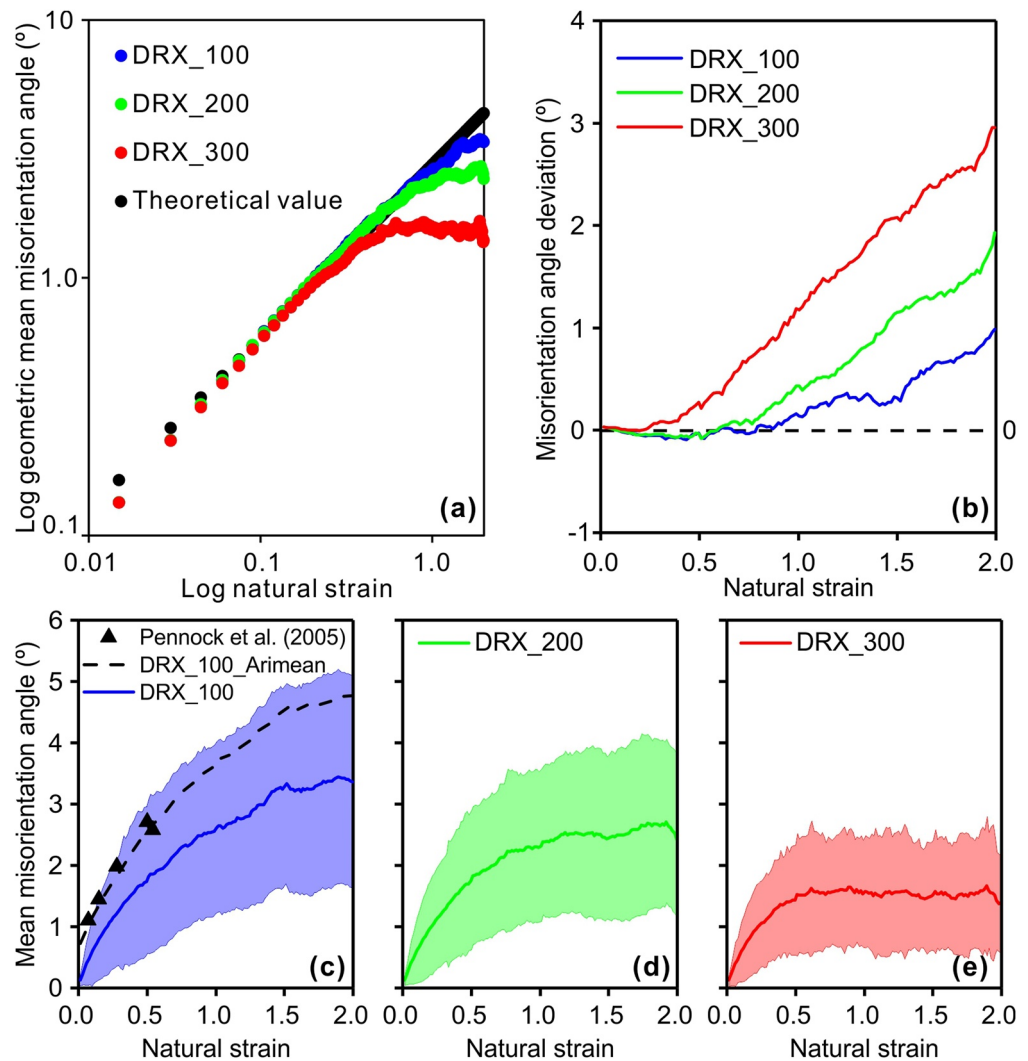 Log geometric mean misorientation angle (º)
10
1.0
0.1
DRX_100
DRX_200
DRX_300
Theoretical value
(a)
0.01
0.1
1.0
Log natural strain
Misorientation angle deviation (º)
4
3
2
1
0
-1
DRX_100
DRX_200
DRX_300
0
(b)
0.0
0.5
1.0
1.5
2.0
Natural strain
Mean misorientation angle (º)
6
5
4
3
2
1
0
Pennock et al. (2005)
DRX_100_Arimean
DRX_100
(c)
0.0
0.5
1.0
1.5
2.0
Natural strain
DRX_200
(d)
0.0
0.5
1.0
1.5
2.0
Natural strain
DRX_300
(e)
0.0
0.5
1.0
1.5
2.0
Natural strain